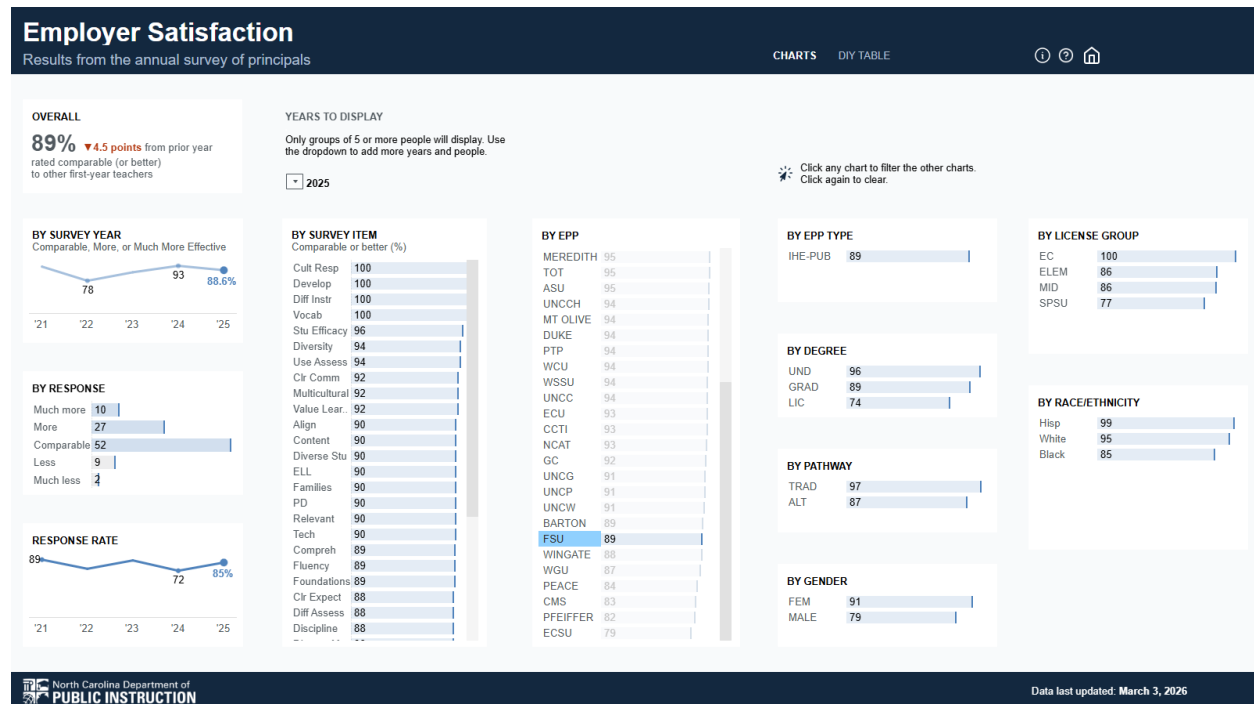 Employer Satisfaction
Results from the annual survey of principals
CHARTS DIY TABLE
OVERALL
89% ▼4.5 points from prior year
rated comparable (or better)
to other first-year teachers
YEARS TO DISPLAY
Only groups of 5 or more people will display. Use
the dropdown to add more years and people.
2025
Click any chart to filter the other charts.
Click again to clear.
BY SURVEY YEAR
Comparable, More, or Much More Effective
78
93
88.6%
'21 '22 '23 '24 '25
BY RESPONSE
Much more 10
More 27
Comparable 52
Less 9
Much less 2
RESPONSE RATE
89
72
85%
'21 '22 '23 '24 '25
BY SURVEY ITEM
Comparable or better (%)
Cult Resp 100
Develop 100
Diff Instr 100
Vocab 100
Stu Efficacy 96
Diversity 94
Use Assess 94
Clr Comm 92
Multicultural 92
Value Lear.. 92
Align 90
Content 90
Diverse Stu 90
ELL 90
Families 90
PD 90
Relevant 90
Tech 90
Compreh 89
Fluency 89
Foundations 89
Clr Expect 88
Diff Assess 88
Discipline 88
BY EPP
MEREDITH 95
TOT 95
ASU 95
UNCCH 94
MT OLIVE 94
DUKE 94
PTP 94
WCU 94
WSSU 94
UNCC 94
ECU 93
CCTI 93
NCAT 93
GC 92
UNCG 91
UNCP 91
UNCW 91
BARTON 89
FSU 89
WINGATE 88
WGU 87
PEACE 84
CMS 83
PFEIFFER 82
ECSU 79
BY EPP TYPE
IHE-PUB 89
BY DEGREE
UND 96
GRAD 89
LIC 74
BY PATHWAY
TRAD 97
ALT 87
BY GENDER
FEM 91
MALE 79
BY LICENSE GROUP
EC 100
ELEM 86
MID 86
SPSU 77
BY RACE/ETHNICITY
Hisp 99
White 95
Black 85
North Carolina Department of
PUBLIC INSTRUCTION
Data last updated: March 3, 2026